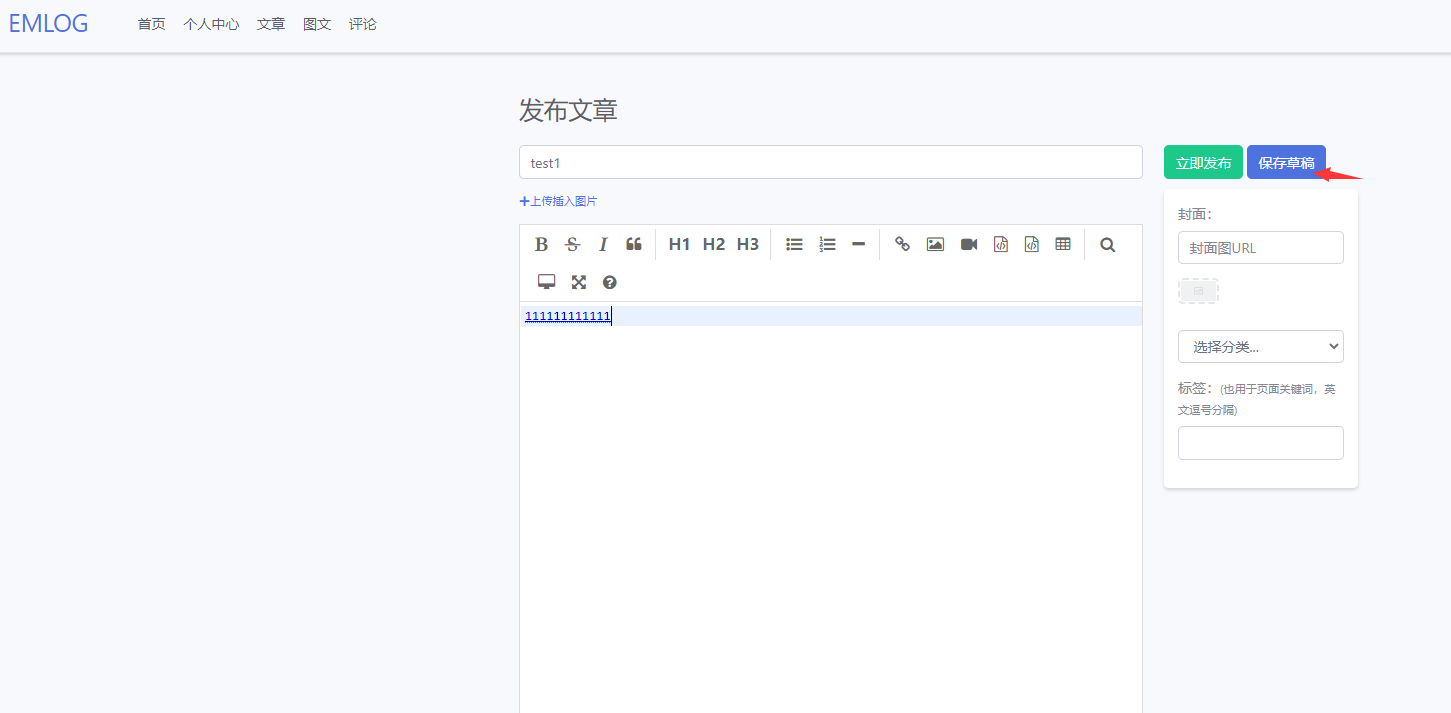 EMLOG 首页 个人中心 文章 图文 评论
发布文章
test1
立即发布 保存草稿
+上传插入图片
B S I H1 H2 H3
111111111111
封面：
封面图URL
选择分类...
标签：(也用于页面关键词，英
文逗号分隔)